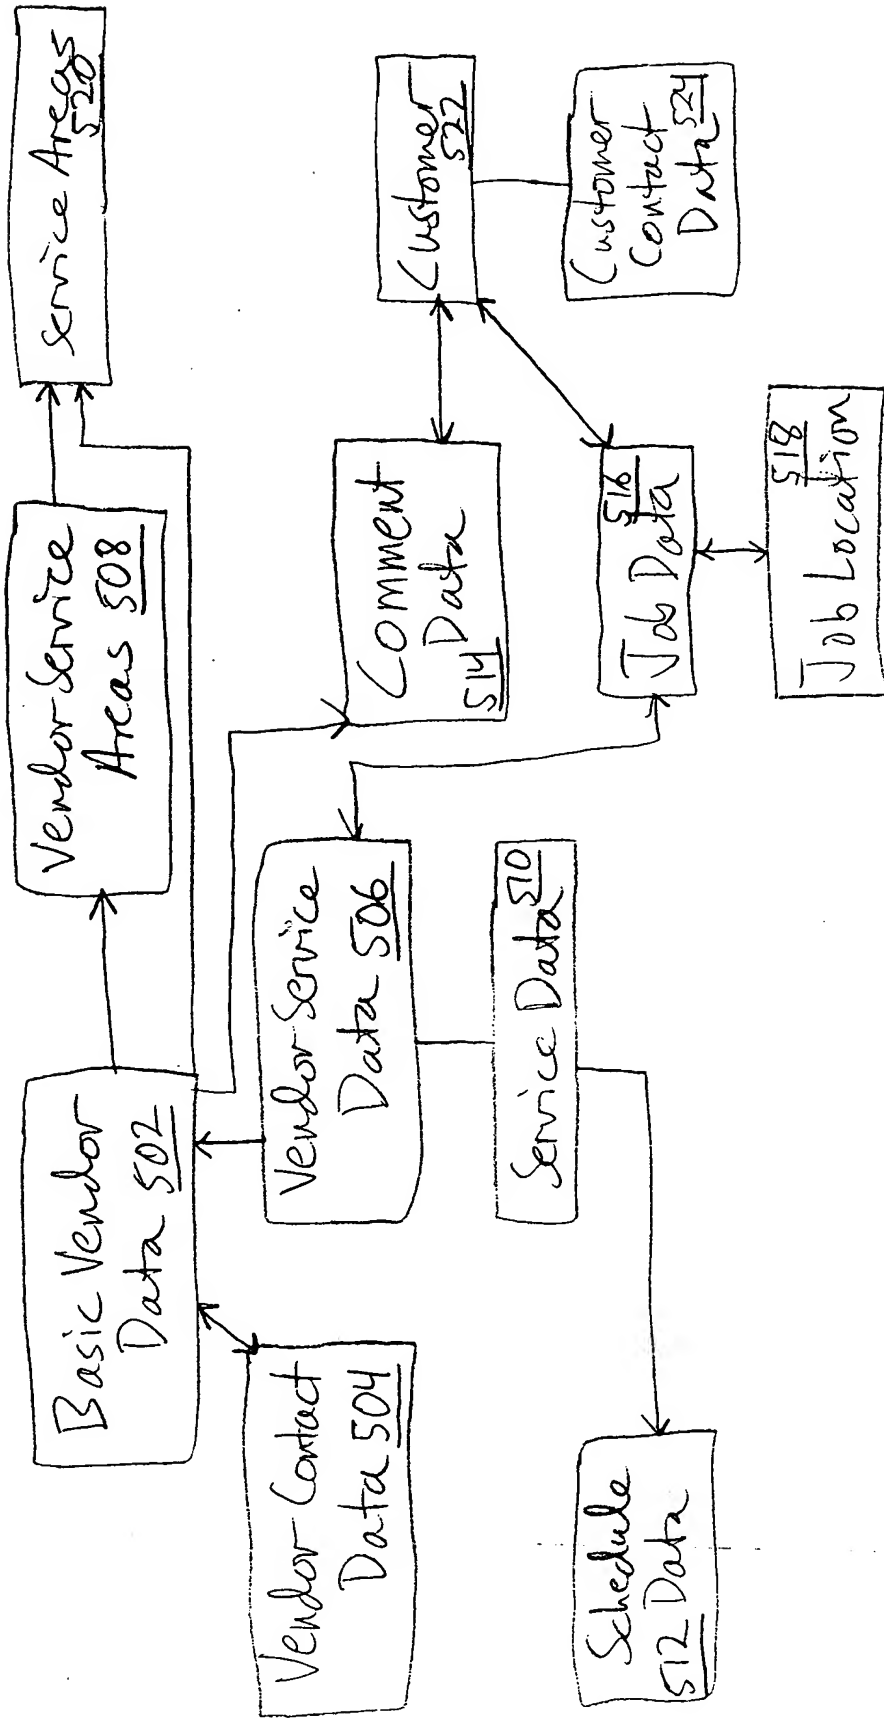 Basic Vendor
Data 502
Vendor Service
Areas 508
Service Areas
520
Vendor Contact
Data 504
Vendor Service
Data 506
Comment
Data
514
Customer
522
Schedule
512 Data
Service Data 510
Job Data 516
Customer
Contact
Data 524
Job Location 518